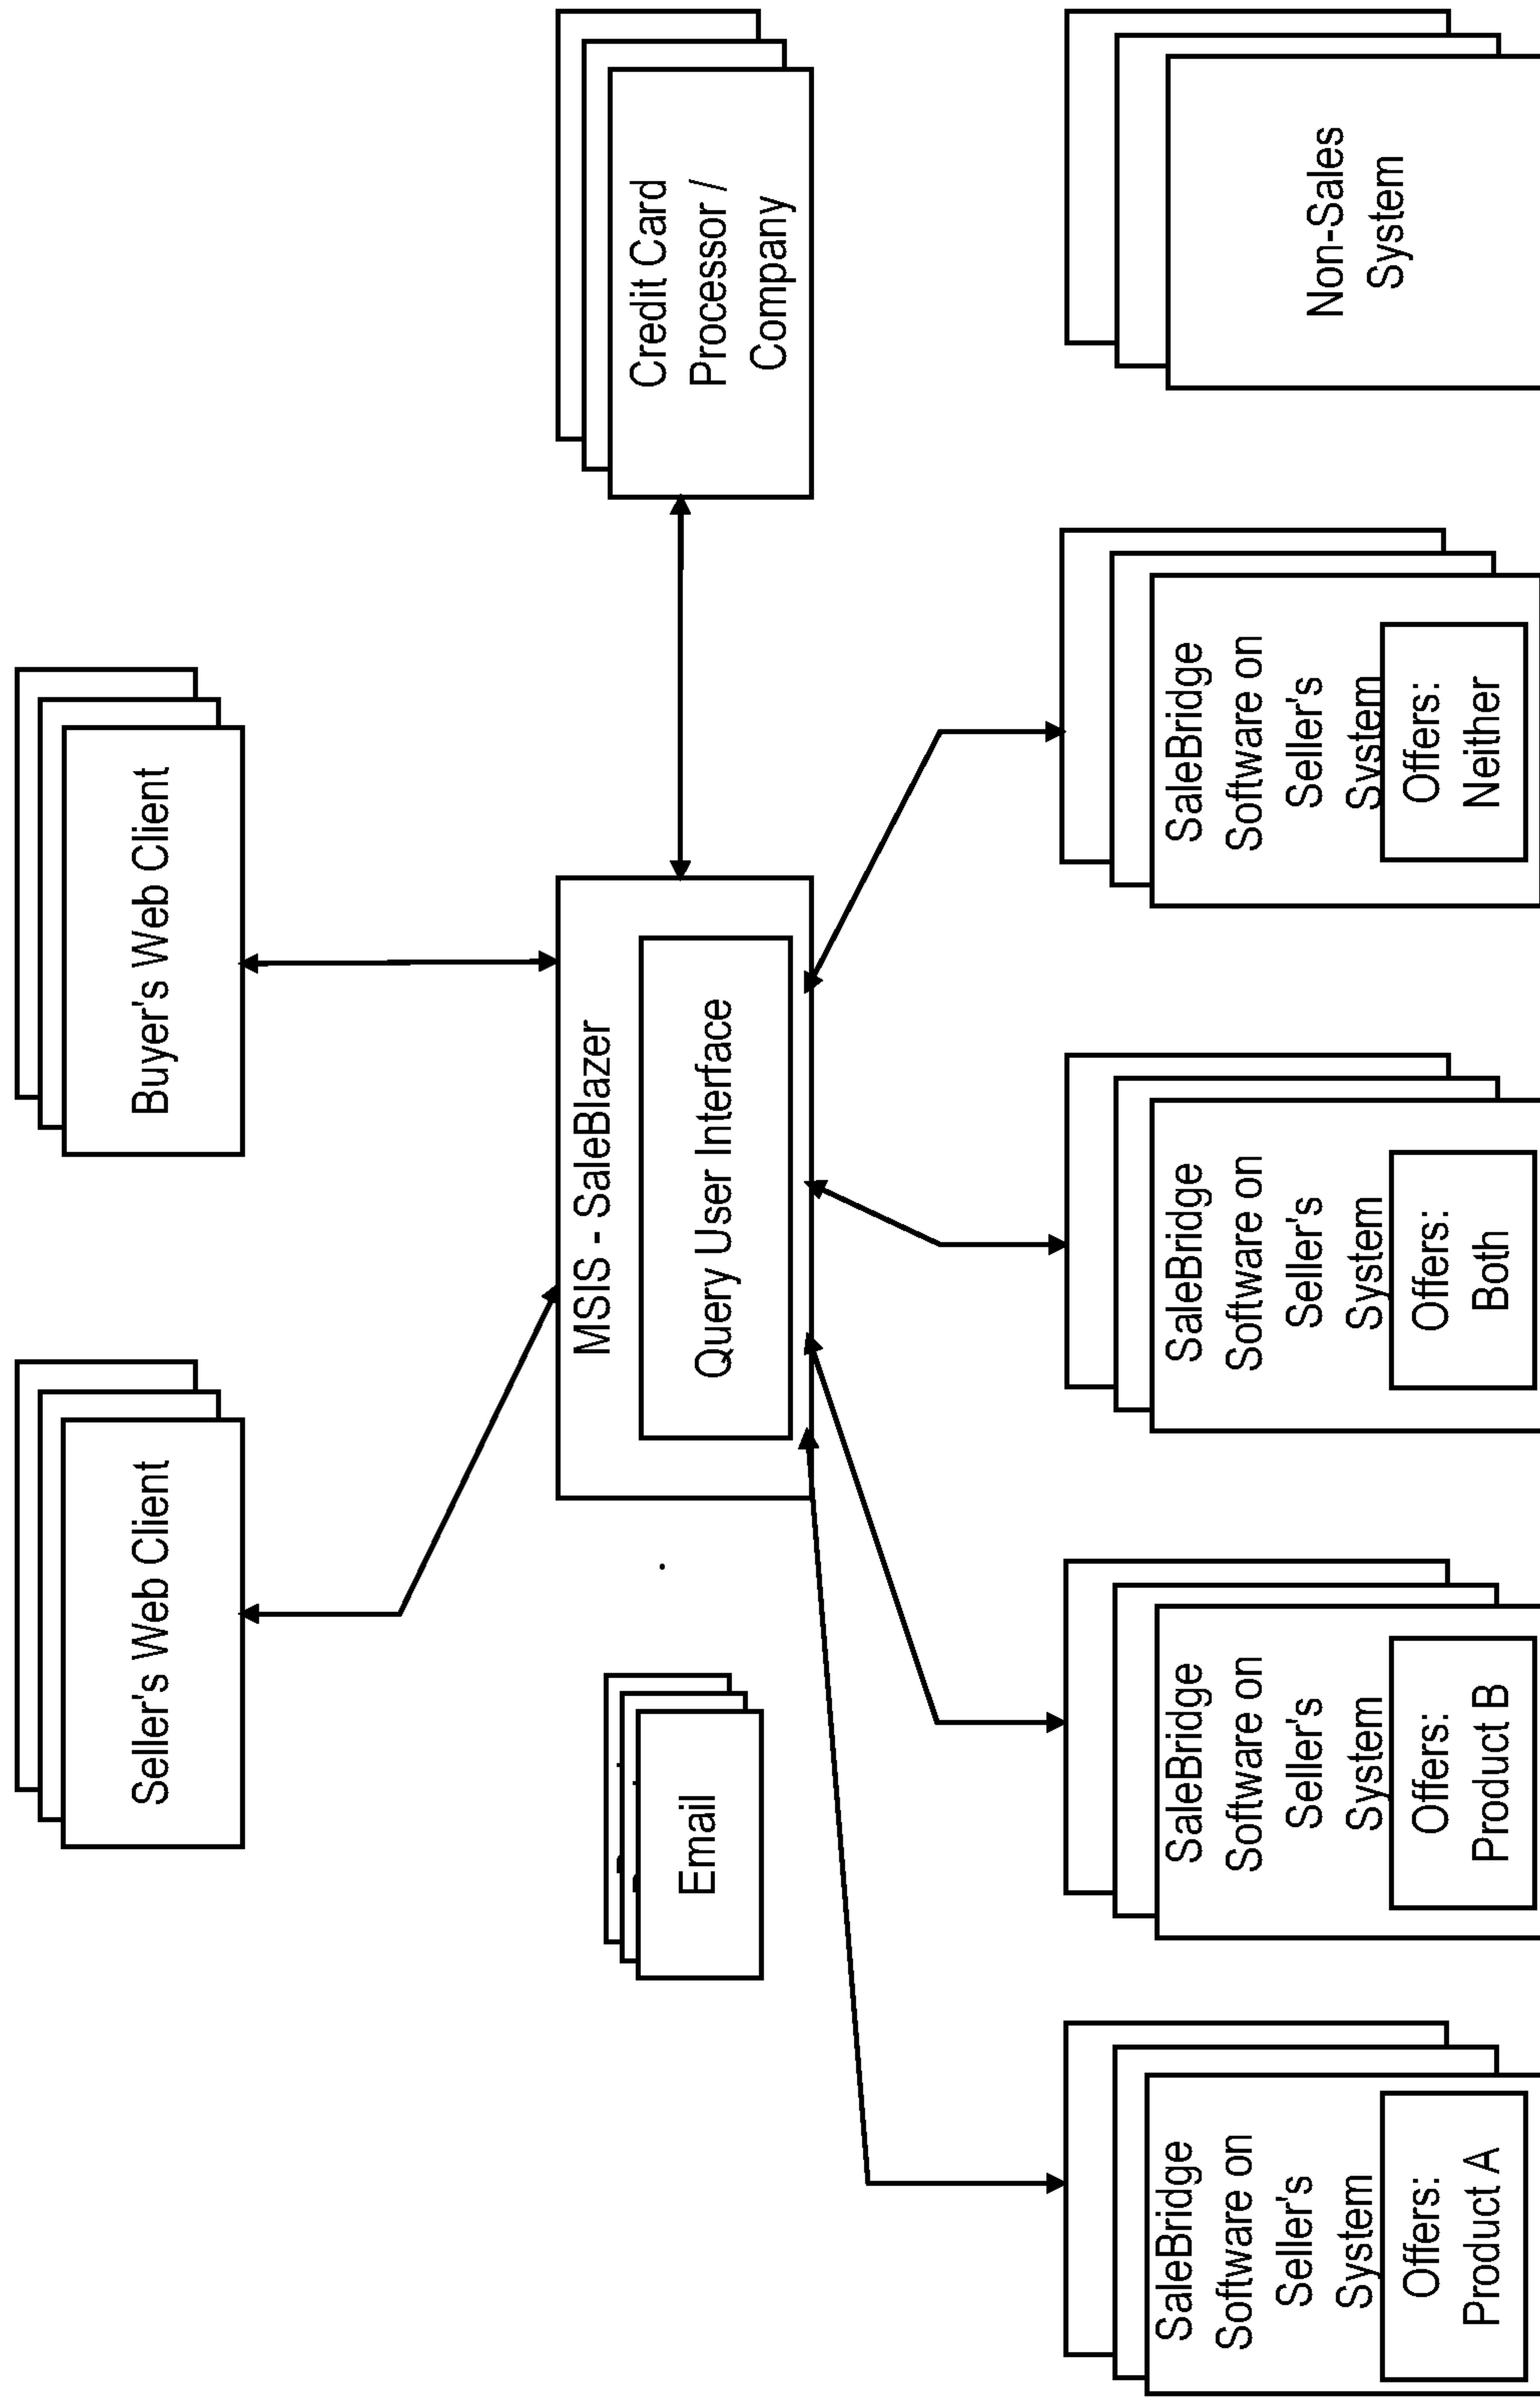 Seller's Web Client
Buyer's Web Client
Email
MSIS - SaleBlazer
Query User Interface
Credit Card
Processor /
Company
SaleBridge
Software on
Seller's
System
Offers:
Product A
SaleBridge
Software on
Seller's
System
Offers:
Product B
SaleBridge
Software on
Seller's
System
Offers:
Both
SaleBridge
Software on
Seller's
System
Offers:
Neither
Non-Sales
System